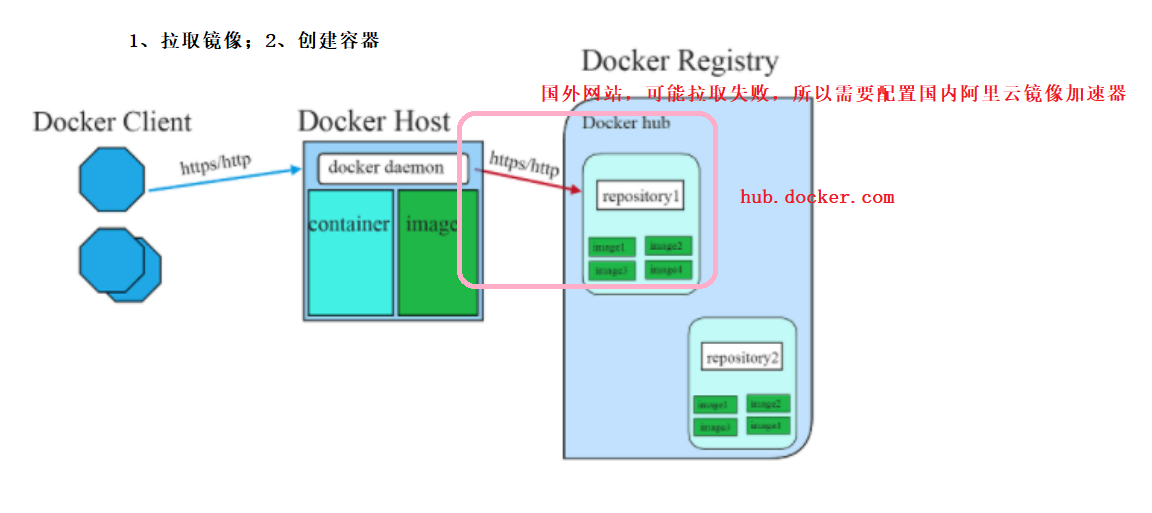 1、拉取镜像；2、创建容器
Docker Registry
国外网站，可能拉取失败，所以需要配置国内阿里云镜像加速器
Docker Client
Docker Host
Docker hub
https/http
docker daemon
https/http
repository1
hub.docker.com
container
image
image1
image2
image3
image4
repository2
image1
image2
image3